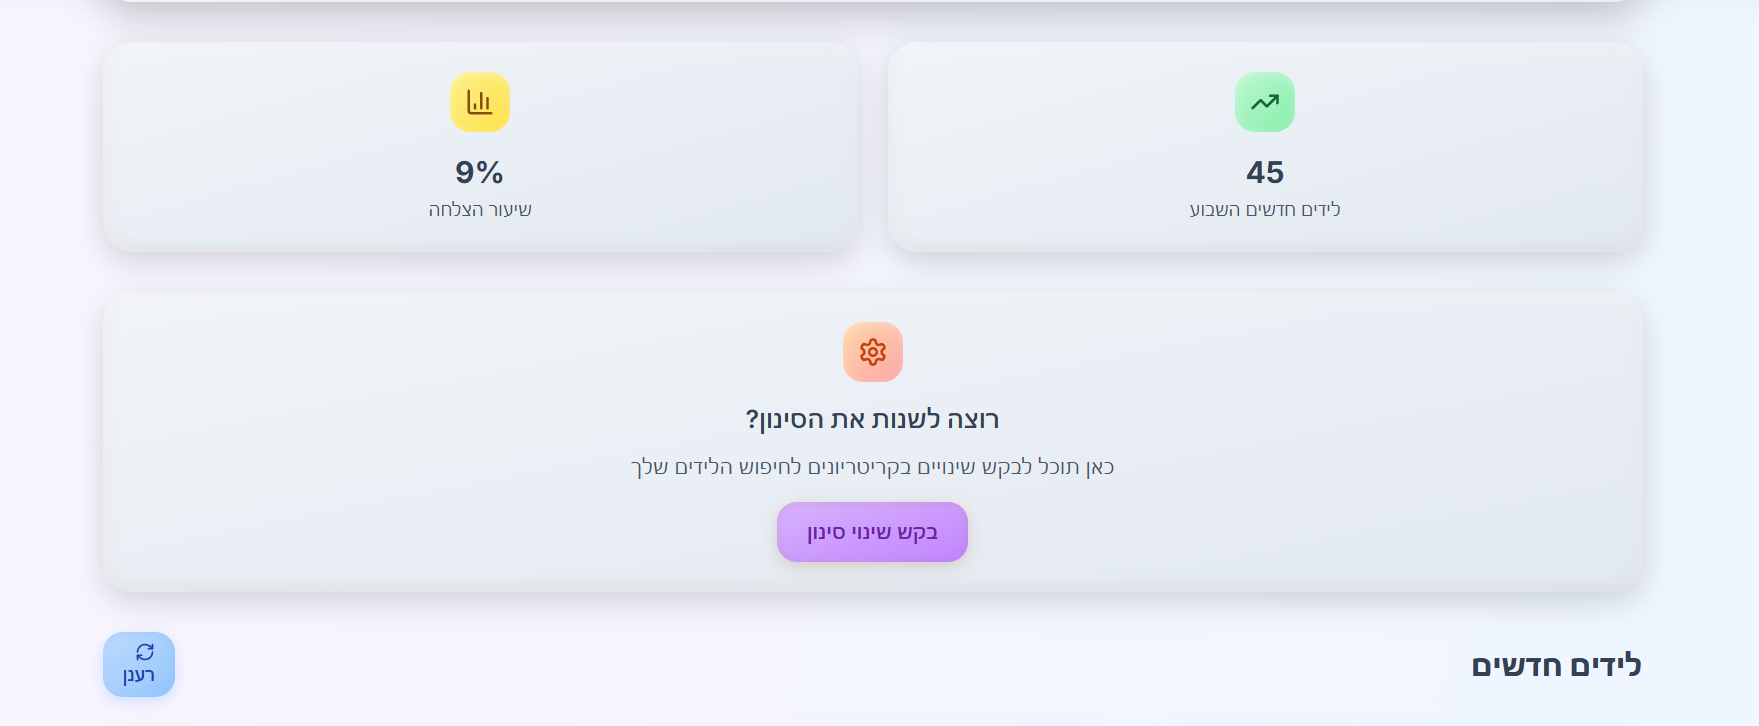 45
לידים חדשים השבוע
9%
שיעור הצלחה
רוצה לשנות את הסינון?
כאן תוכל לבקש שינויים בקריטריונים לחיפוש הלידים שלך
בקש שינוי סינון
לידים חדשים
רענן